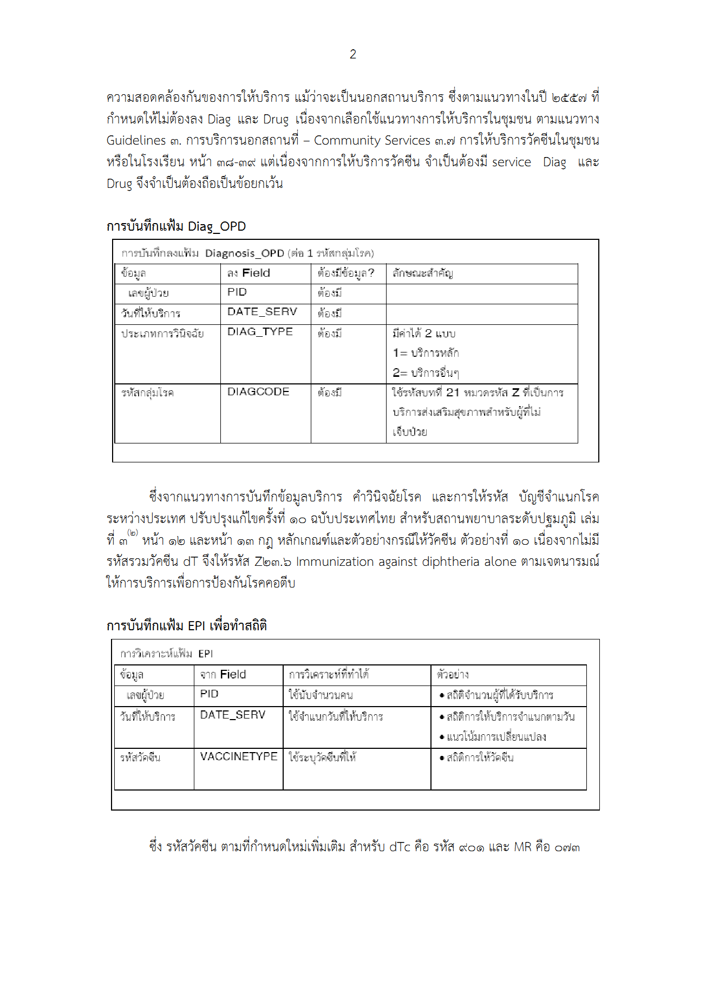 2
ความสอดคล้องกันของการให้บริการ แม้ว่าจะเป็นนอกสถานบริการ ซึ่งตามแนวทางในปี ๒๕๕๗ ที่
กำหนดให้ไม่ต้องลง Diag และ Drug เนื่องจากเลือกใช้แนวทางการให้บริการในชุมชน ตามแนวทาง
Guidelines ๓. การบริการนอกสถานที่ – Community Services ๓.๗ การให้บริการวัคซีนในชุมชน
หรือในโรงเรียน หน้า ๓๘-๓๙ แต่เนื่องจากการให้บริการวัคซีน จำเป็นต้องมี service Diag และ
Drug จึงจำเป็นต้องถือเป็นข้อยกเว้น
การบันทึกแฟ้ม Diag_OPD
การบันทึกลงแฟ้ม Diagnosis_OPD (ต่อ 1 รหัสกลุ่มโรค)
ข้อมูล ลง Field ต้องมีข้อมูล? ลักษณะสำคัญ
เลขผู้ป่วย PID ต้องมี
วันที่ให้บริการ DATE_SERV ต้องมี
ประเภทการวินิจฉัย DIAG_TYPE ต้องมี มีค่าได้ 2 แบบ
1= บริการหลัก
2= บริการอื่นๆ
รหัสกลุ่มโรค DIAGCODE ต้องมี ใช้รหัสบทที่ 21 หมวดรหัส Z ที่เป็นการ
บริการส่งเสริมสุขภาพสำหรับผู้ที่ไม่
เจ็บป่วย
ซึ่งจากแนวทางการบันทึกข้อมูลบริการ คำวินิจฉัยโรค และการให้รหัส บัญชีจำแนกโรค
ระหว่างประเทศ ปรับปรุงแก้ไขครั้งที่ ๑๐ ฉบับประเทศไทย สำหรับสถานพยาบาลระดับปฐมภูมิ เล่ม
ที่ ๓(๒) หน้า ๑๒ และหน้า ๑๓ กฎ หลักเกณฑ์และตัวอย่างกรณีให้วัคซีน ตัวอย่างที่ ๑๐ เนื่องจากไม่มี
รหัสรวมวัคซีน dT จึงให้รหัส Z๒๓.๖ Immunization against diphtheria alone ตามเจตนารมณ์
ให้การบริการเพื่อการป้องกันโรคคอตีบ
การบันทึกแฟ้ม EPI เพื่อทำสถิติ
การวิเคราะห์แฟ้ม EPI
ข้อมูล จาก Field การวิเคราะห์ที่ทำได้ ตัวอย่าง
เลขผู้ป่วย PID ใช้นับจำนวนคน • สถิติจำนวนผู้ที่ได้รับบริการ
วันที่ให้บริการ DATE_SERV ใช้จำแนกวันที่ให้บริการ • สถิติการให้บริการจำแนกตามวัน
• แนวโน้มการเปลี่ยนแปลง
รหัสวัคซีน VACCINETYPE ใช้ระบุวัคซีนที่ให้ • สถิติการให้วัคซีน
ซึ่ง รหัสวัคซีน ตามที่กำหนดใหม่เพิ่มเติม สำหรับ dTc คือ รหัส ๙๐๑ และ MR คือ ๐๗๓